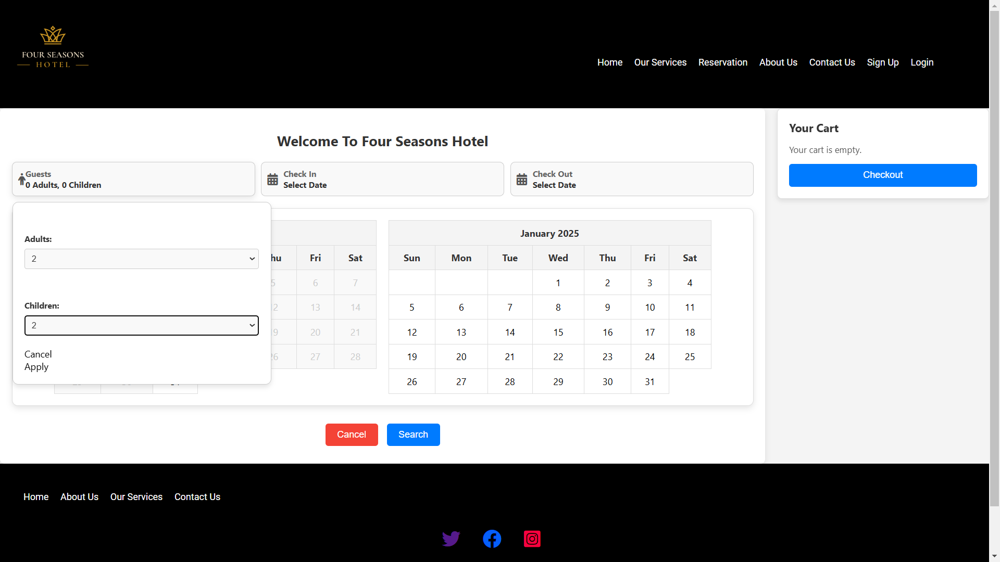 FOUR SEASONS
HOTEL
Home Our Services Reservation About Us Contact Us Sign Up Login
Welcome To Four Seasons Hotel
Your Cart
Your cart is empty.
Checkout
Guests
0 Adults, 0 Children
Check In
Select Date
Check Out
Select Date
Adults:
2
Children:
2
Cancel
Apply
Fri Sat
5 6 7
13 14
20 21
27 28
January 2025
Sun Mon Tue Wed Thu Fri Sat
1 2 3 4
5 6 7 8 9 10 11
12 13 14 15 16 17 18
19 20 21 22 23 24 25
26 27 28 29 30 31
Cancel Search
Home About Us Our Services Contact Us